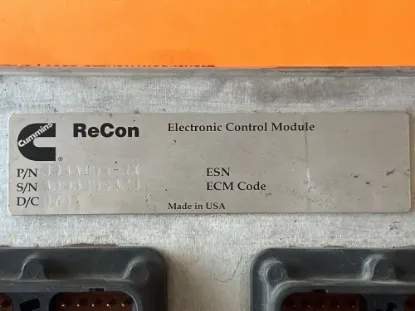 Cummins
ReCon
Electronic Control Module
P/N
ESN
S/N
ECM Code
D/C
Made in USA